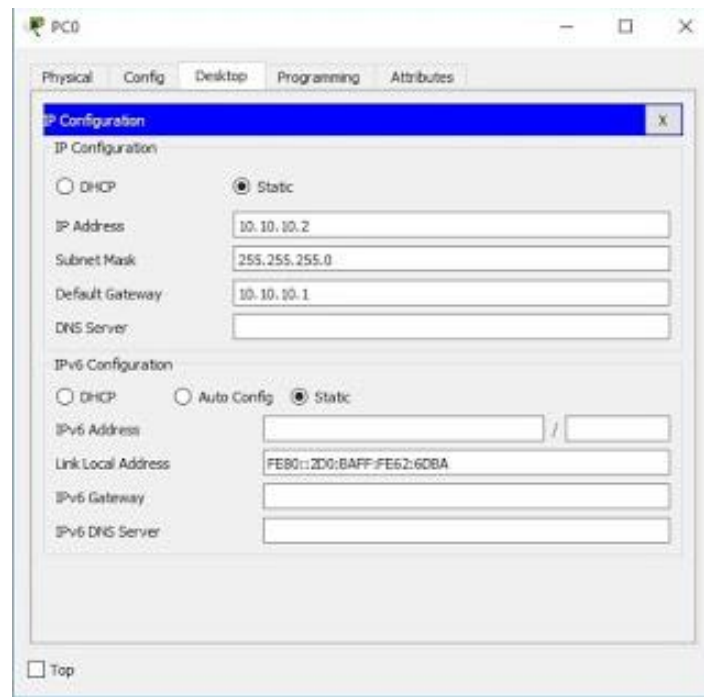 PC0
Physical Config Desktop Programming Attributes
IP Configuration X
IP Configuration
DHCP Static
IP Address 10.10.10.2
Subnet Mask 255.255.255.0
Default Gateway 10.10.10.1
DNS Server
IPv6 Configuration
DHCP Auto Config Static
IPv6 Address /
Link Local Address FE80::2D0:BAFF:FE62:6DBA
IPv6 Gateway
IPv6 DNS Server
Top